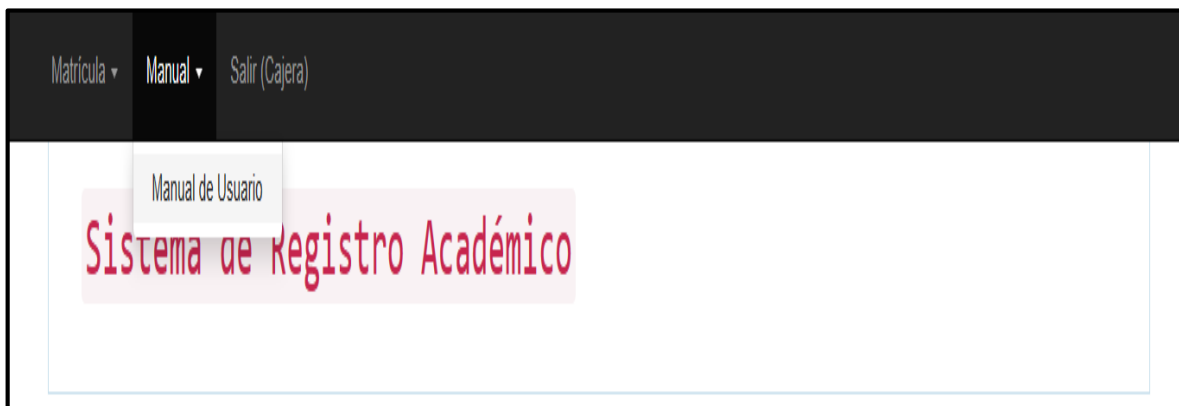 Matrícula Manual Salir (Cajera)
Manual de Usuario
Sistema de Registro Académico